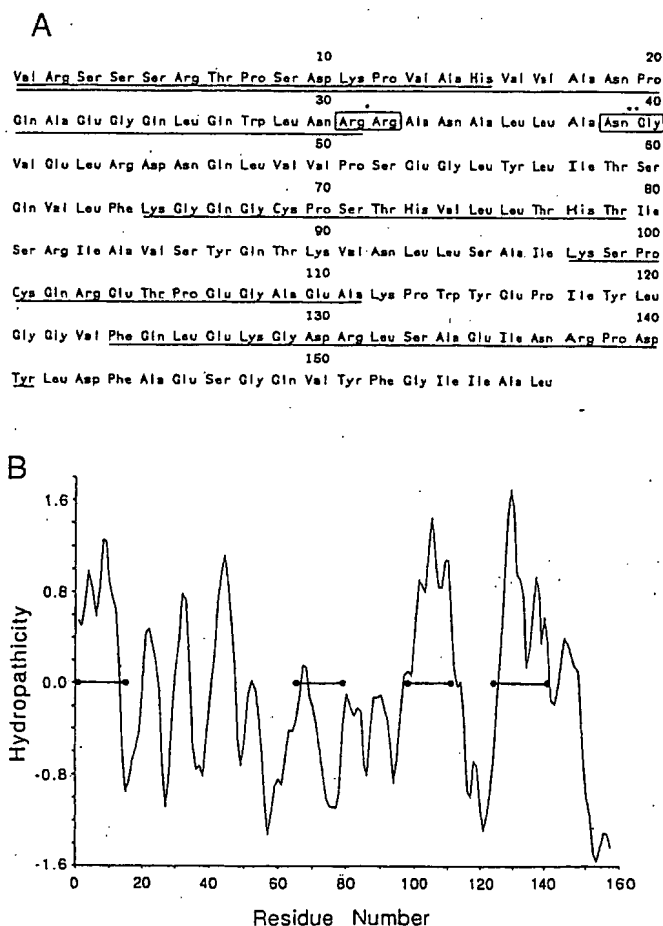 A
10 20
Val Arg Ser Ser Ser Arg Thr Pro Ser Asp Lys Pro Val Ala His Val Val Ala Asn Pro
30 40
Gln Ala Glu Gly Gln Leu Gln Trp Leu Asn Arg Arg Ala Asn Ala Leu Leu Ala Asn Gly
50 60
Val Glu Leu Arg Asp Asn Gln Leu Val Val Pro Ser Glu Gly Leu Tyr Leu Ile Thr Ser
70 80
Gln Val Leu Phe Lys Gly Gln Gly Cys Pro Ser Thr His Val Leu Leu Thr His Thr Ile
90 100
Ser Arg Ile Ala Val Ser Tyr Gln Thr Lys Val Asn Leu Leu Ser Ala Ile Lys Ser Pro
110 120
Cys Gln Arg Glu Thr Pro Glu Gly Ala Glu Ala Lys Pro Trp Tyr Glu Pro Ile Tyr Leu
130 140
Gly Gly Val Phe Gln Leu Glu Lys Gly Asp Arg Leu Ser Ala Glu Ile Asn Arg Pro Asp
150
Tyr Leu Asp Phe Ala Glu Ser Gly Gln Val Tyr Phe Gly Ile Ile Ala Leu
B
1.6
0.8
0.0
-0.8
-1.6
Hydropathicity
0 20 40 60 80 100 120 140 160
Residue Number